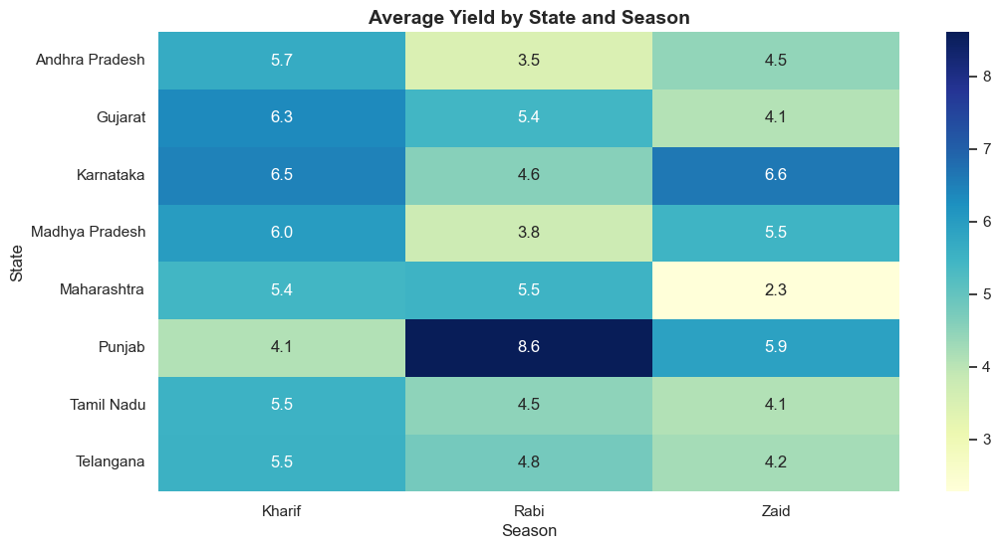 Average Yield by State and Season
Andhra Pradesh 5.7 3.5 4.5
Gujarat 6.3 5.4 4.1
Karnataka 6.5 4.6 6.6
Madhya Pradesh 6.0 3.8 5.5
Maharashtra 5.4 5.5 2.3
Punjab 4.1 8.6 5.9
Tamil Nadu 5.5 4.5 4.1
Telangana 5.5 4.8 4.2
Kharif Rabi Zaid
Season
State
8
7
6
5
4
3